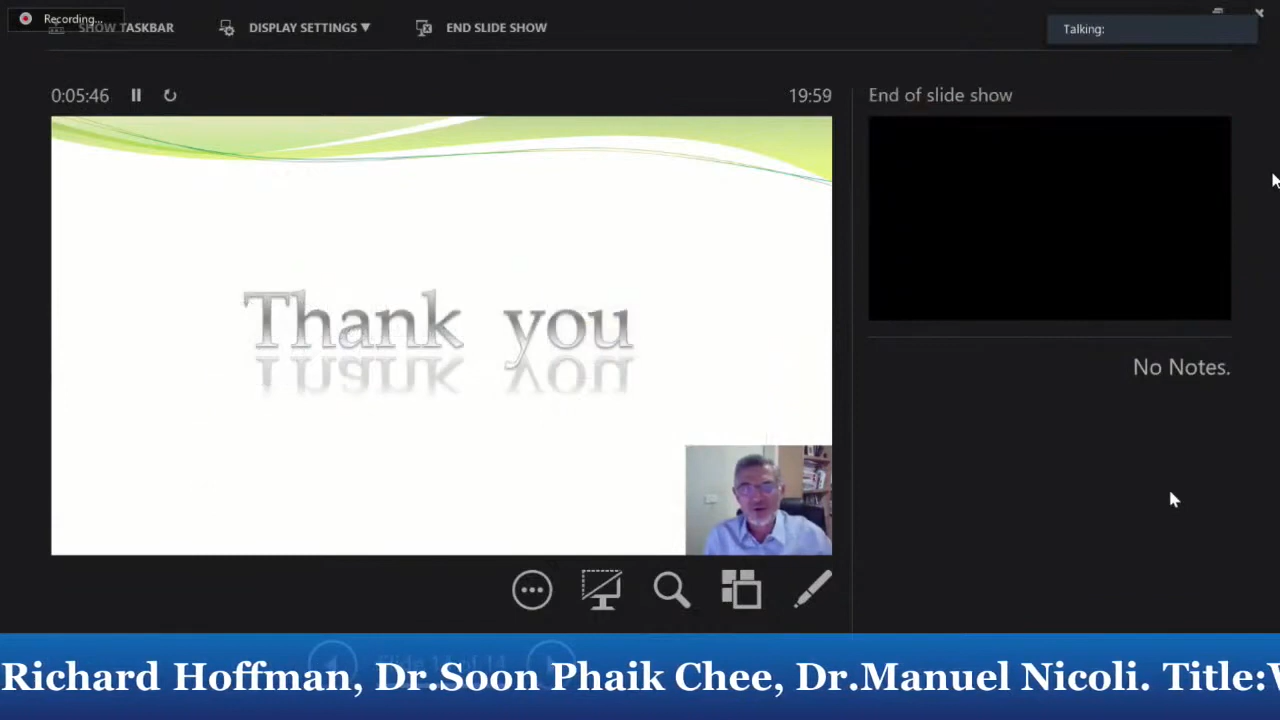 Recording...
SHOW TASKBAR
DISPLAY SETTINGS ▼
END SLIDE SHOW
Talking:
0:05:46
19:59
End of slide show
Thank you
No Notes.
Richard Hoffman, Dr.Soon Phaik Chee, Dr.Manuel Nicoli. Title: